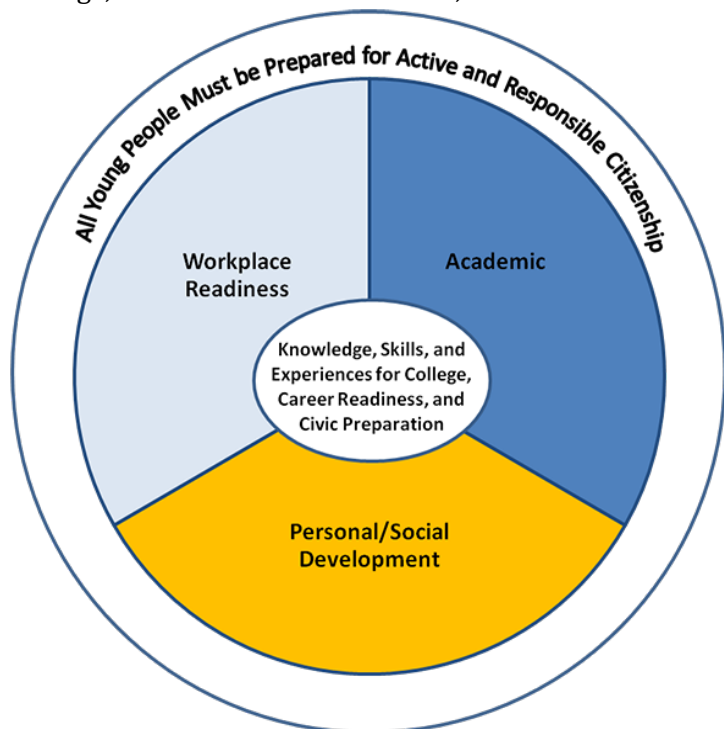 All Young People Must be Prepared for Active and Responsible Citizenship
Workplace
Readiness
Academic
Knowledge, Skills, and
Experiences for College,
Career Readiness, and
Civic Preparation
Personal/Social
Development